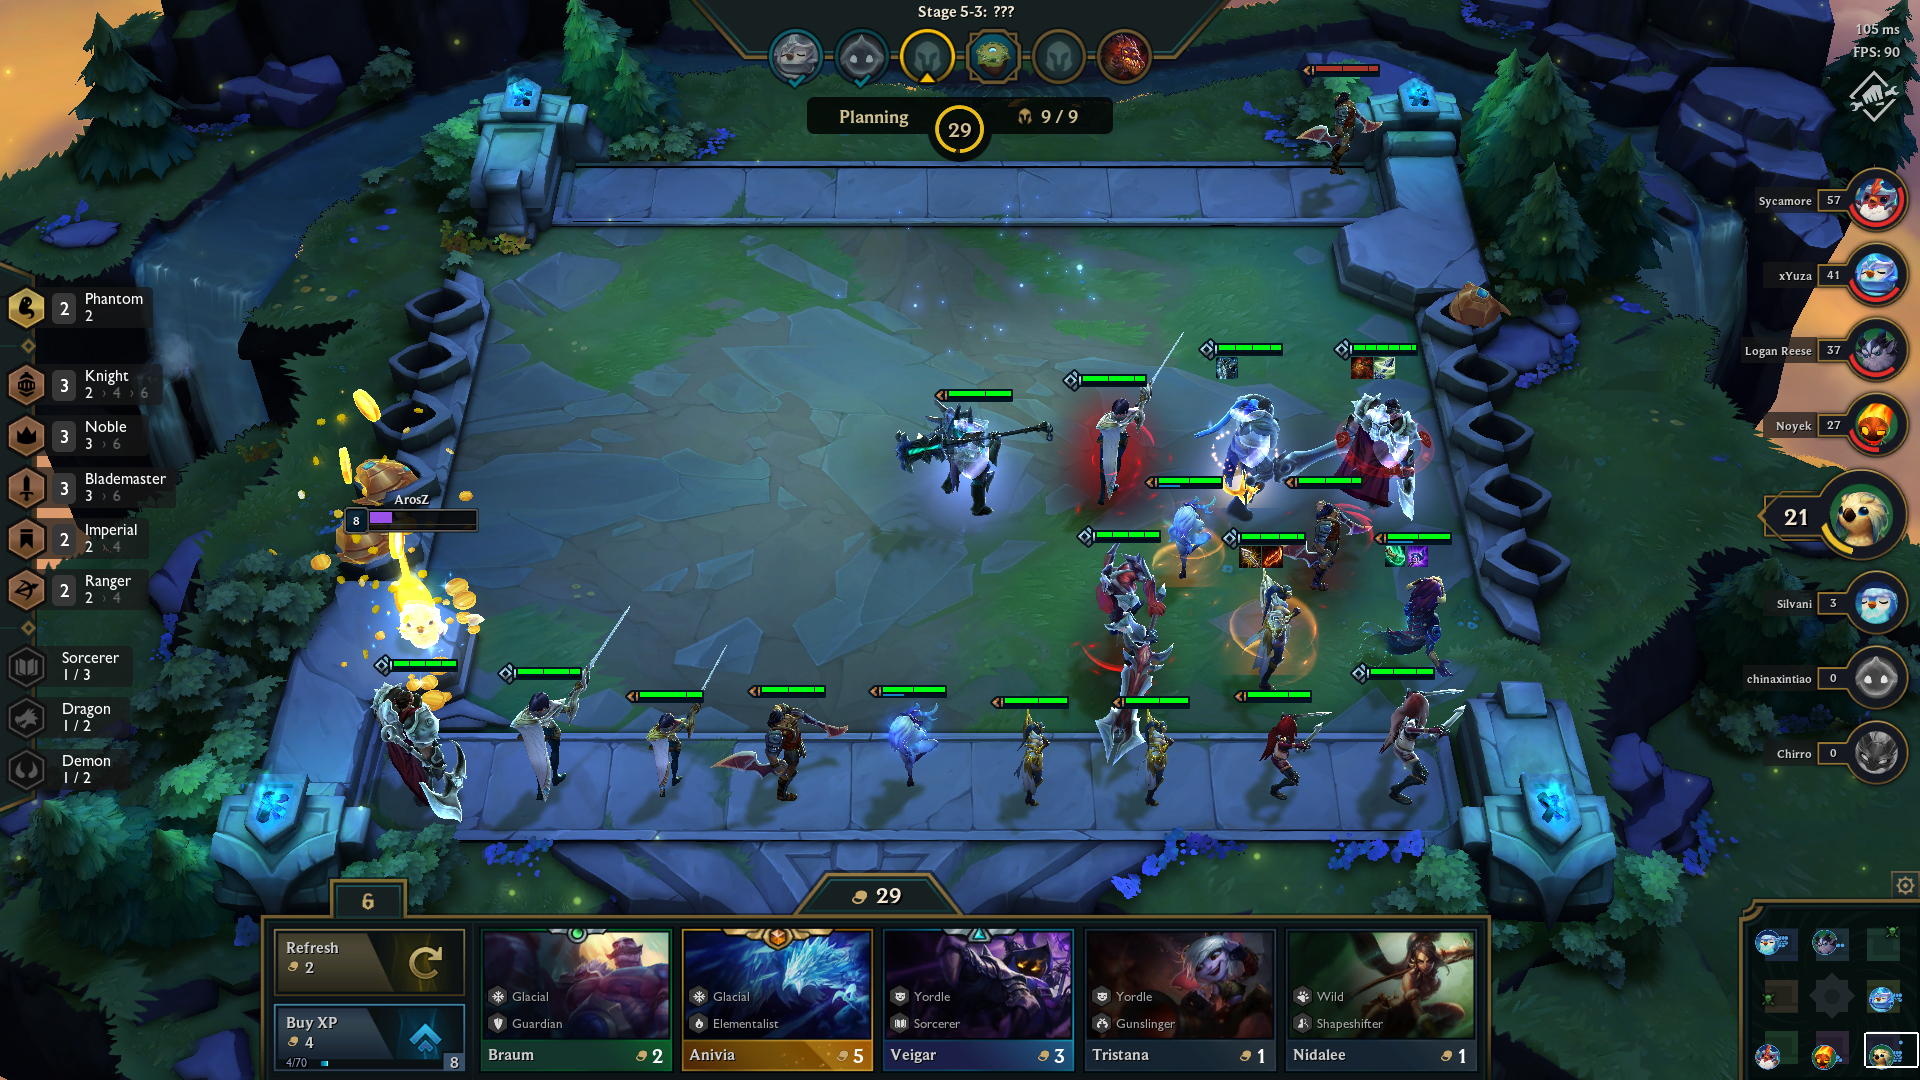 Stage 5-3: ???
105 ms
FPS: 90
Planning
29
9 / 9
Sycamore 57
xYuza 41
Logan Reese 37
Noyek 27
21
Silvani 3
chinaxintiao 0
Chirro 0
2 Phantom
2
3 Knight
2 › 4 › 6
3 Noble
3 › 6
3 Blademaster
3 › 6
2 Imperial
2 › 4
2 Ranger
2 › 4
Sorcerer
1 / 3
Dragon
1 / 2
Demon
1 / 2
ArosZ
8
6
29
Refresh
2
Buy XP
4
4/70
8
Glacial
Guardian
Braum 2
Glacial
Elementalist
Anivia 5
Yordle
Sorcerer
Veigar 3
Yordle
Gunslinger
Tristana 1
Wild
Shapeshifter
Nidalee 1